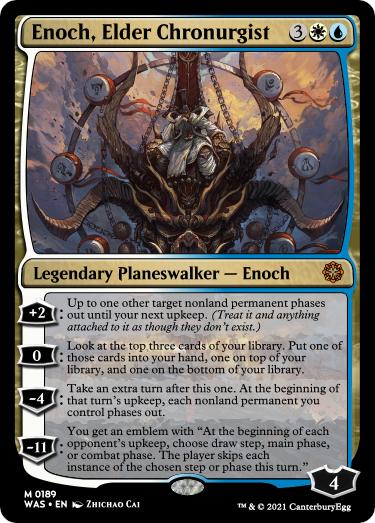 Enoch, Elder Chronurgist 3
Legendary Planeswalker — Enoch
+2: Up to one other target nonland permanent phases
out until your next upkeep. (Treat it and anything
attached to it as though they don't exist.)
0: Look at the top three cards of your library. Put one of
those cards into your hand, one on top of your
library, and one on the bottom of your library.
-4: Take an extra turn after this one. At the beginning of
that turn's upkeep, each nonland permanent you
control phases out.
-11: You get an emblem with “At the beginning of each
opponent's upkeep, choose draw step, main phase,
or combat phase. The player skips each
instance of the chosen step or phase this turn.”
4
M 0189
WAS • EN Zhichao Cai
™ & © 2021 CanterburyEgg